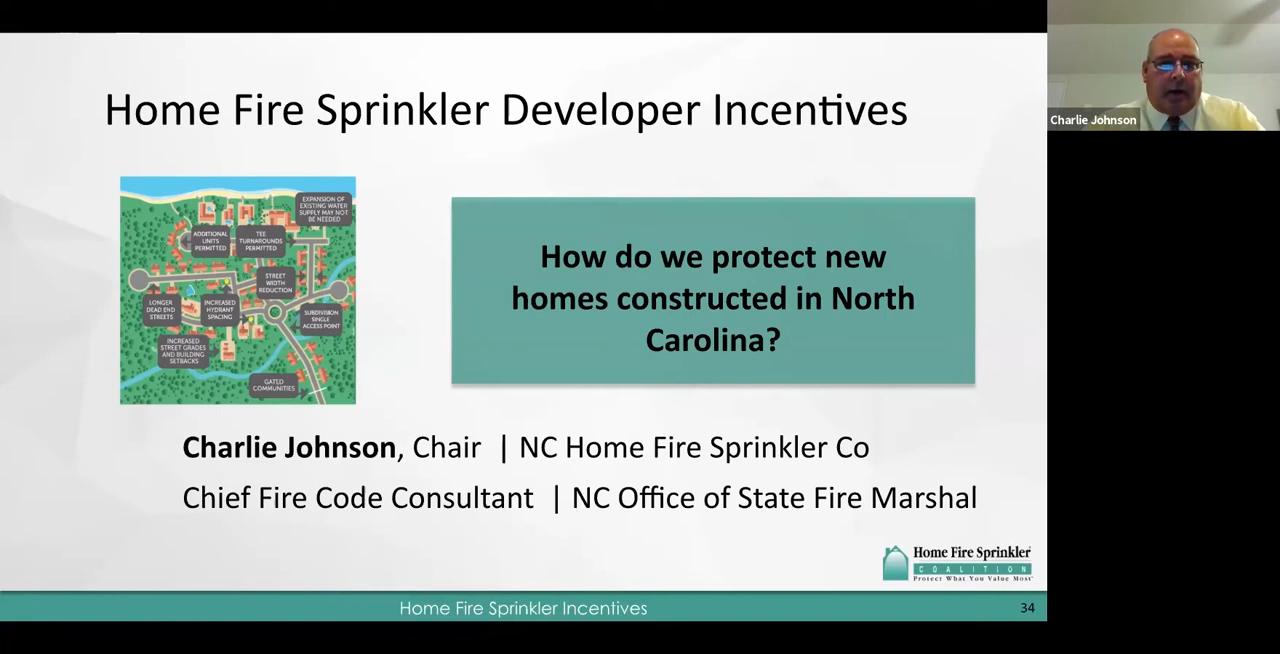 Home Fire Sprinkler Developer Incentives
Charlie Johnson
EXPANSION OF
EXISTING WATER
SUPPLY MAY NOT
BE NEEDED
ADDITIONAL
UNITS
PERMITTED
TEE
TURNAROUNDS
PERMITTED
STREET
WIDTH
REDUCTION
LONGER
DEAD END
STREETS
INCREASED
HYDRANT
SPACING
SUBDIVISION
SINGLE
ACCESS POINT
INCREASED
STREET GRADES
AND BUILDING
SETBACKS
GATED
COMMUNITIES
How do we protect new
homes constructed in North
Carolina?
Charlie Johnson, Chair | NC Home Fire Sprinkler Co
Chief Fire Code Consultant | NC Office of State Fire Marshal
Home Fire Sprinkler
COALITION
Protect What You Value Most
Home Fire Sprinkler Incentives
34